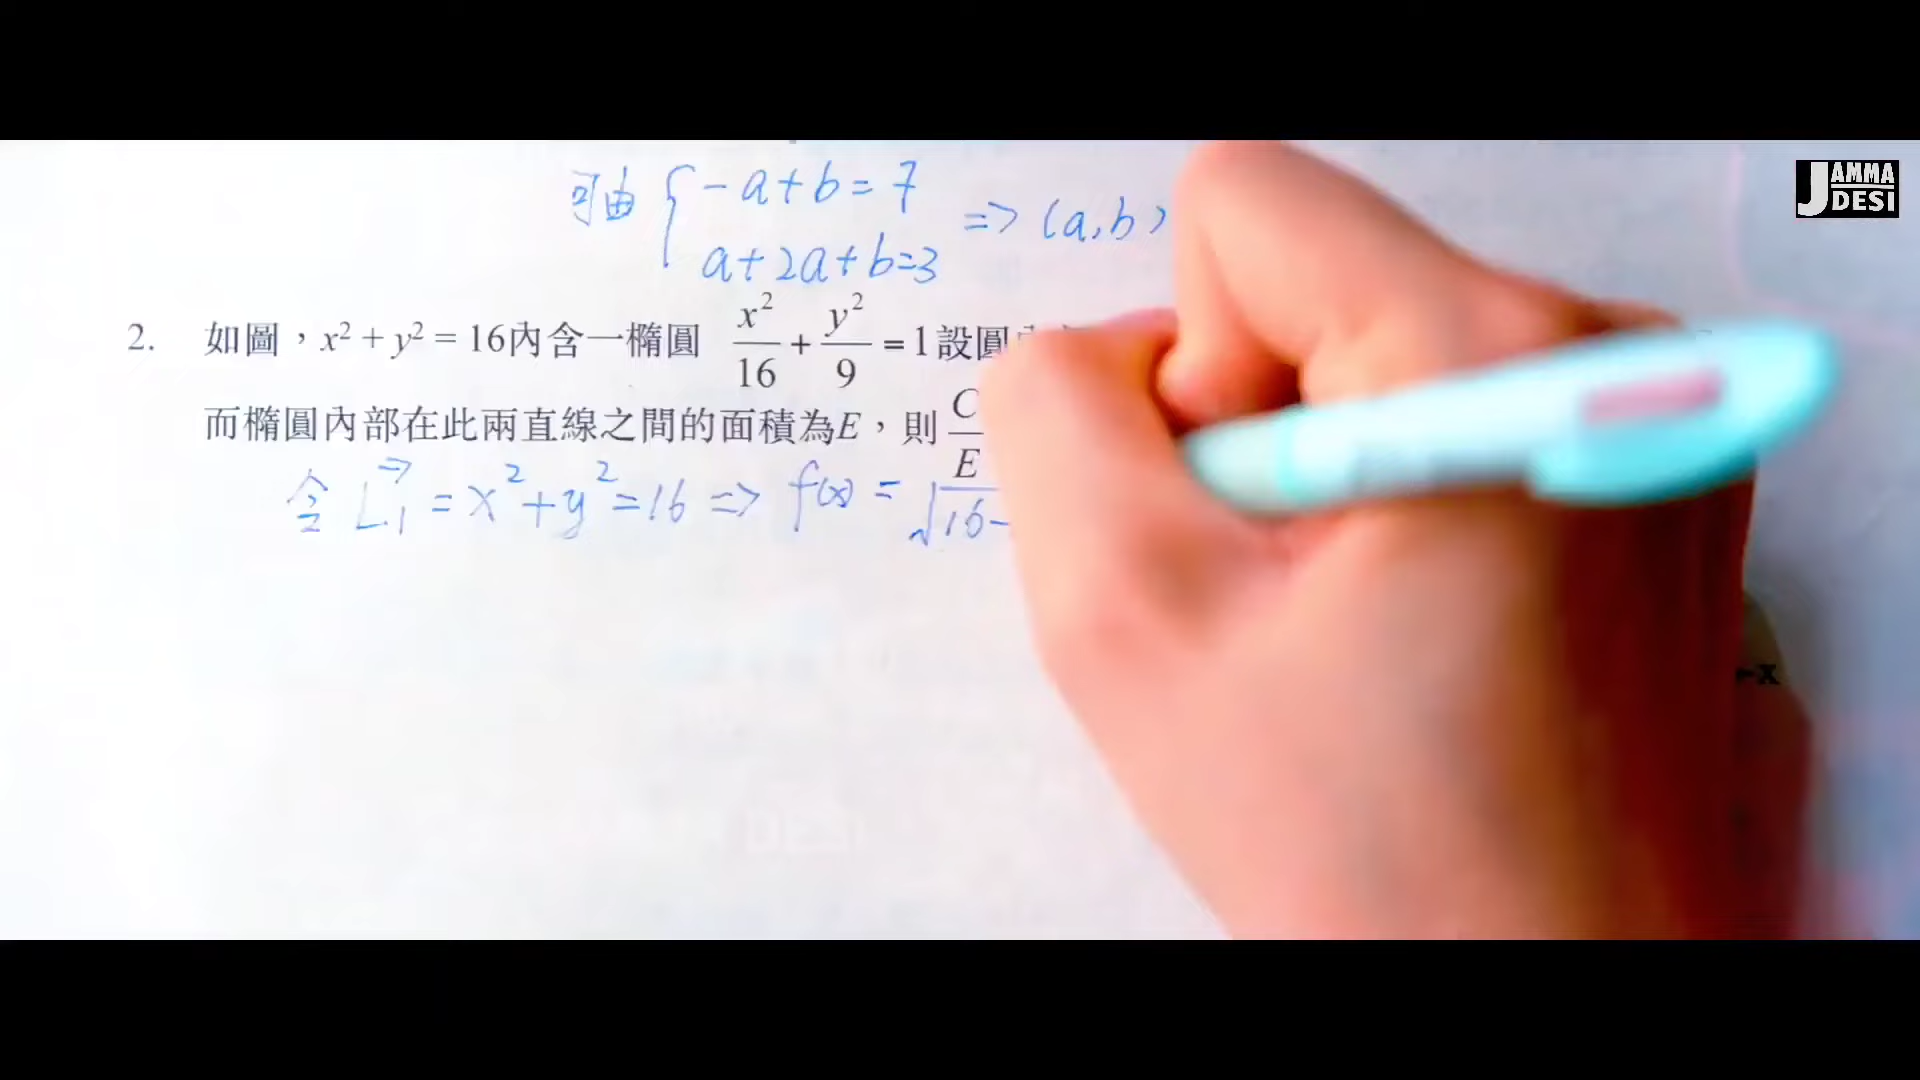 可由 { -a+b=7
a+2a+b=3 => (a,b)
2. 如圖，x² + y² = 16內含一橢圓 x²/16 + y²/9 = 1設圓
而橢圓內部在此兩直線之間的面積為E，則 C/E
令 L₁ = x²+y²=16 => f(x) = √16-
x
JAMMA
DESI